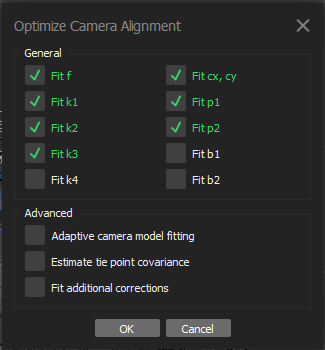 Optimize Camera Alignment
General
Fit f
Fit cx, cy
Fit k1
Fit p1
Fit k2
Fit p2
Fit k3
Fit b1
Fit k4
Fit b2
Advanced
Adaptive camera model fitting
Estimate tie point covariance
Fit additional corrections
OK
Cancel